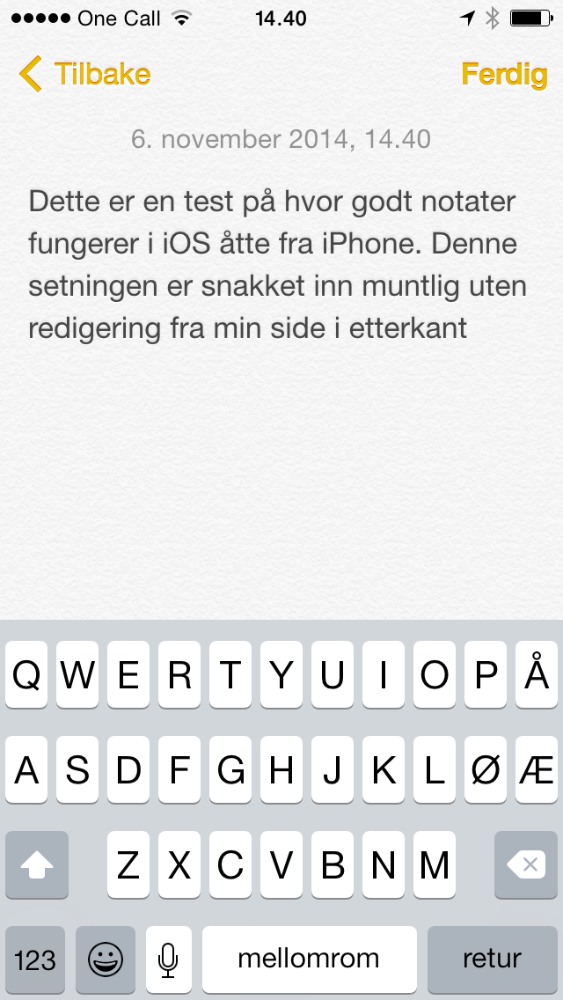 One Call 14.40
Tilbake Ferdig
6. november 2014, 14.40
Dette er en test på hvor godt notater
fungerer i iOS åtte fra iPhone. Denne
setningen er snakket inn muntlig uten
redigering fra min side i etterkant
Q W E R T Y U I O P Å
A S D F G H J K L Ø Æ
Z X C V B N M
123 mellomrom retur